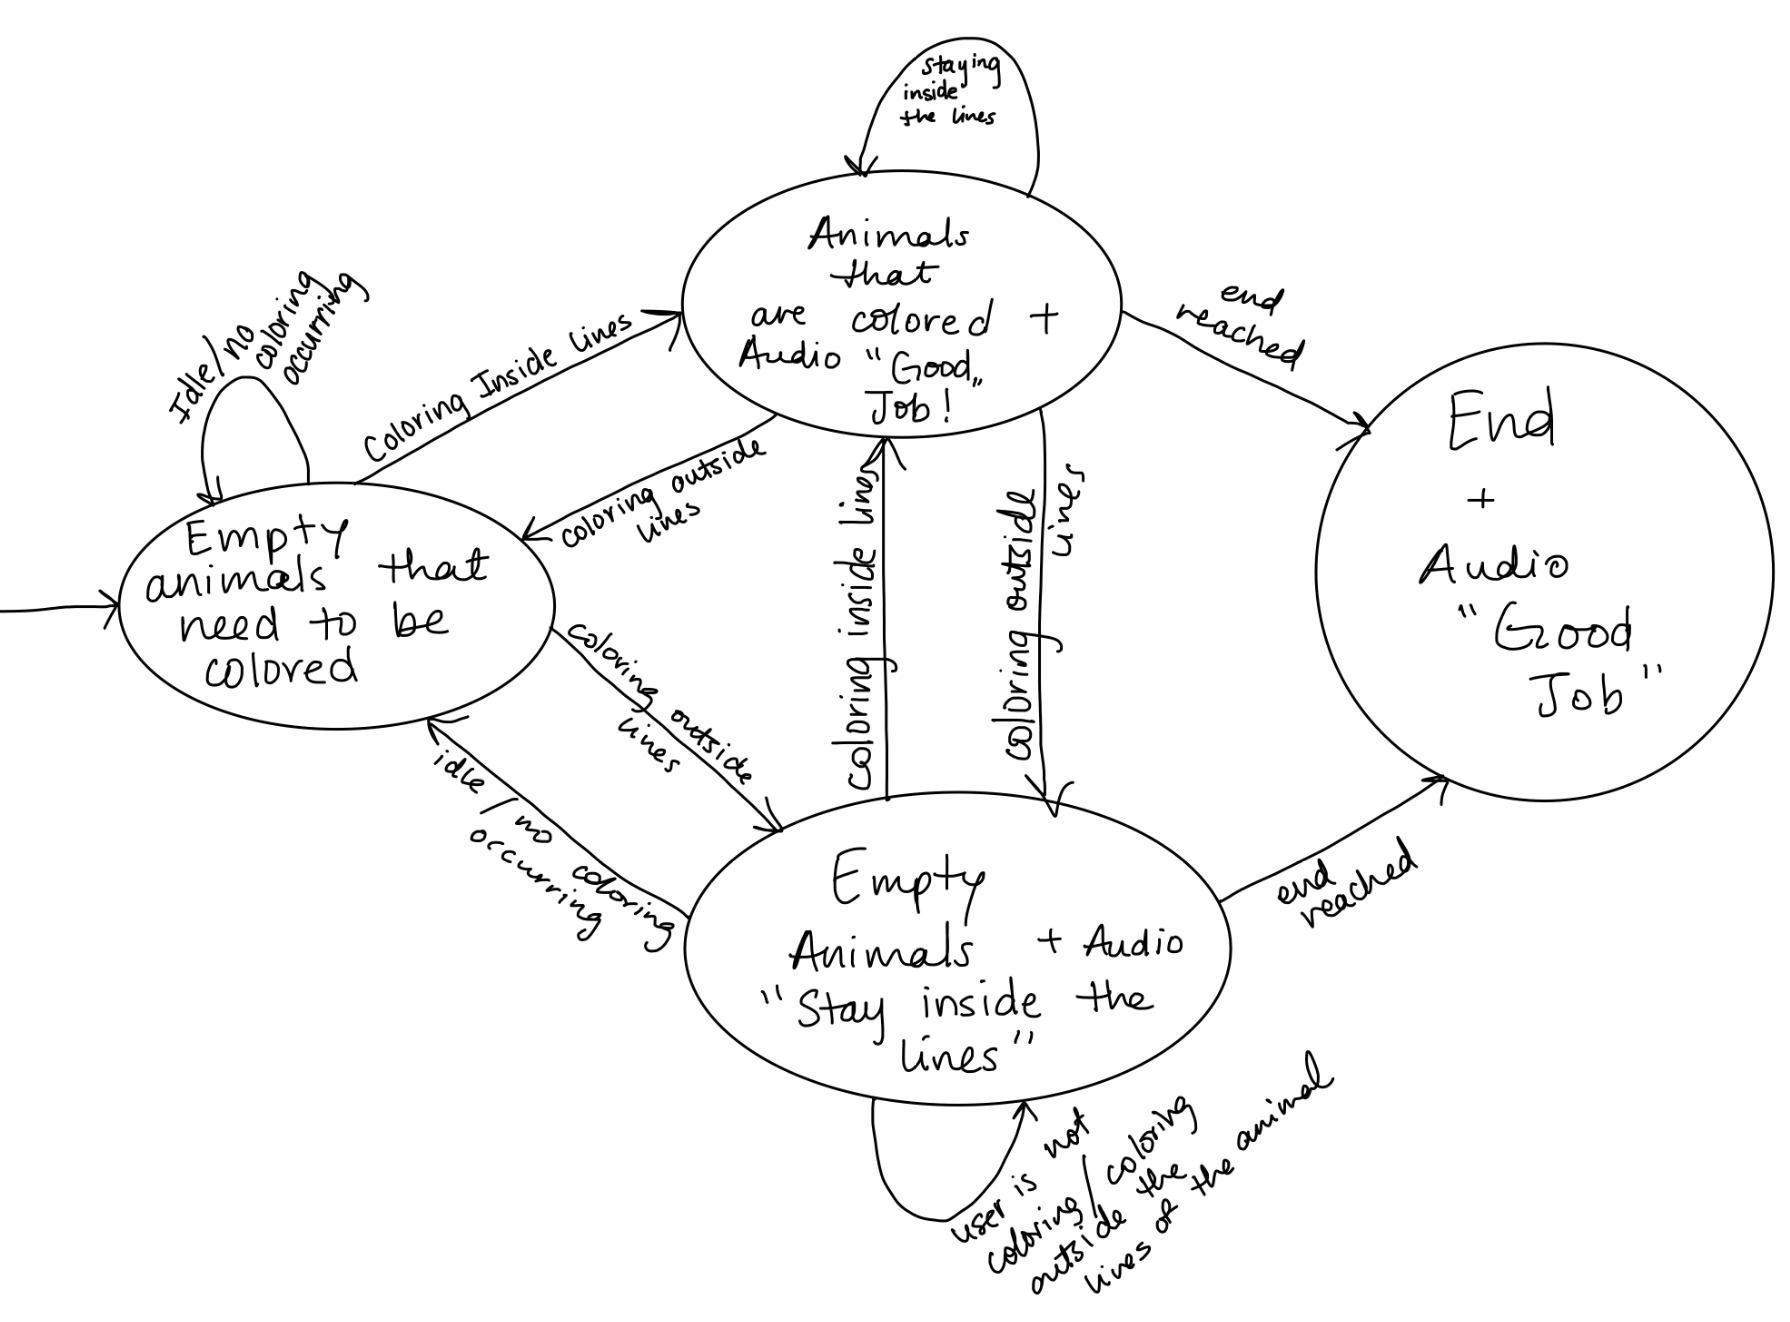 staying
inside
the lines
Animals
that
are colored +
Audio "Good
Job!"
end
reached
Idle/no
coloring
occurring
Coloring Inside Lines
coloring outside
lines
Empty
animals that
need to be
colored
coloring inside lines
coloring outside
lines
End
+
Audio
"Good
Job"
coloring outside
lines
idle/no coloring
occurring
Empty
Animals + Audio
"Stay inside the
lines"
end
reached
user is not
coloring/coloring
outside the
lines of the animal